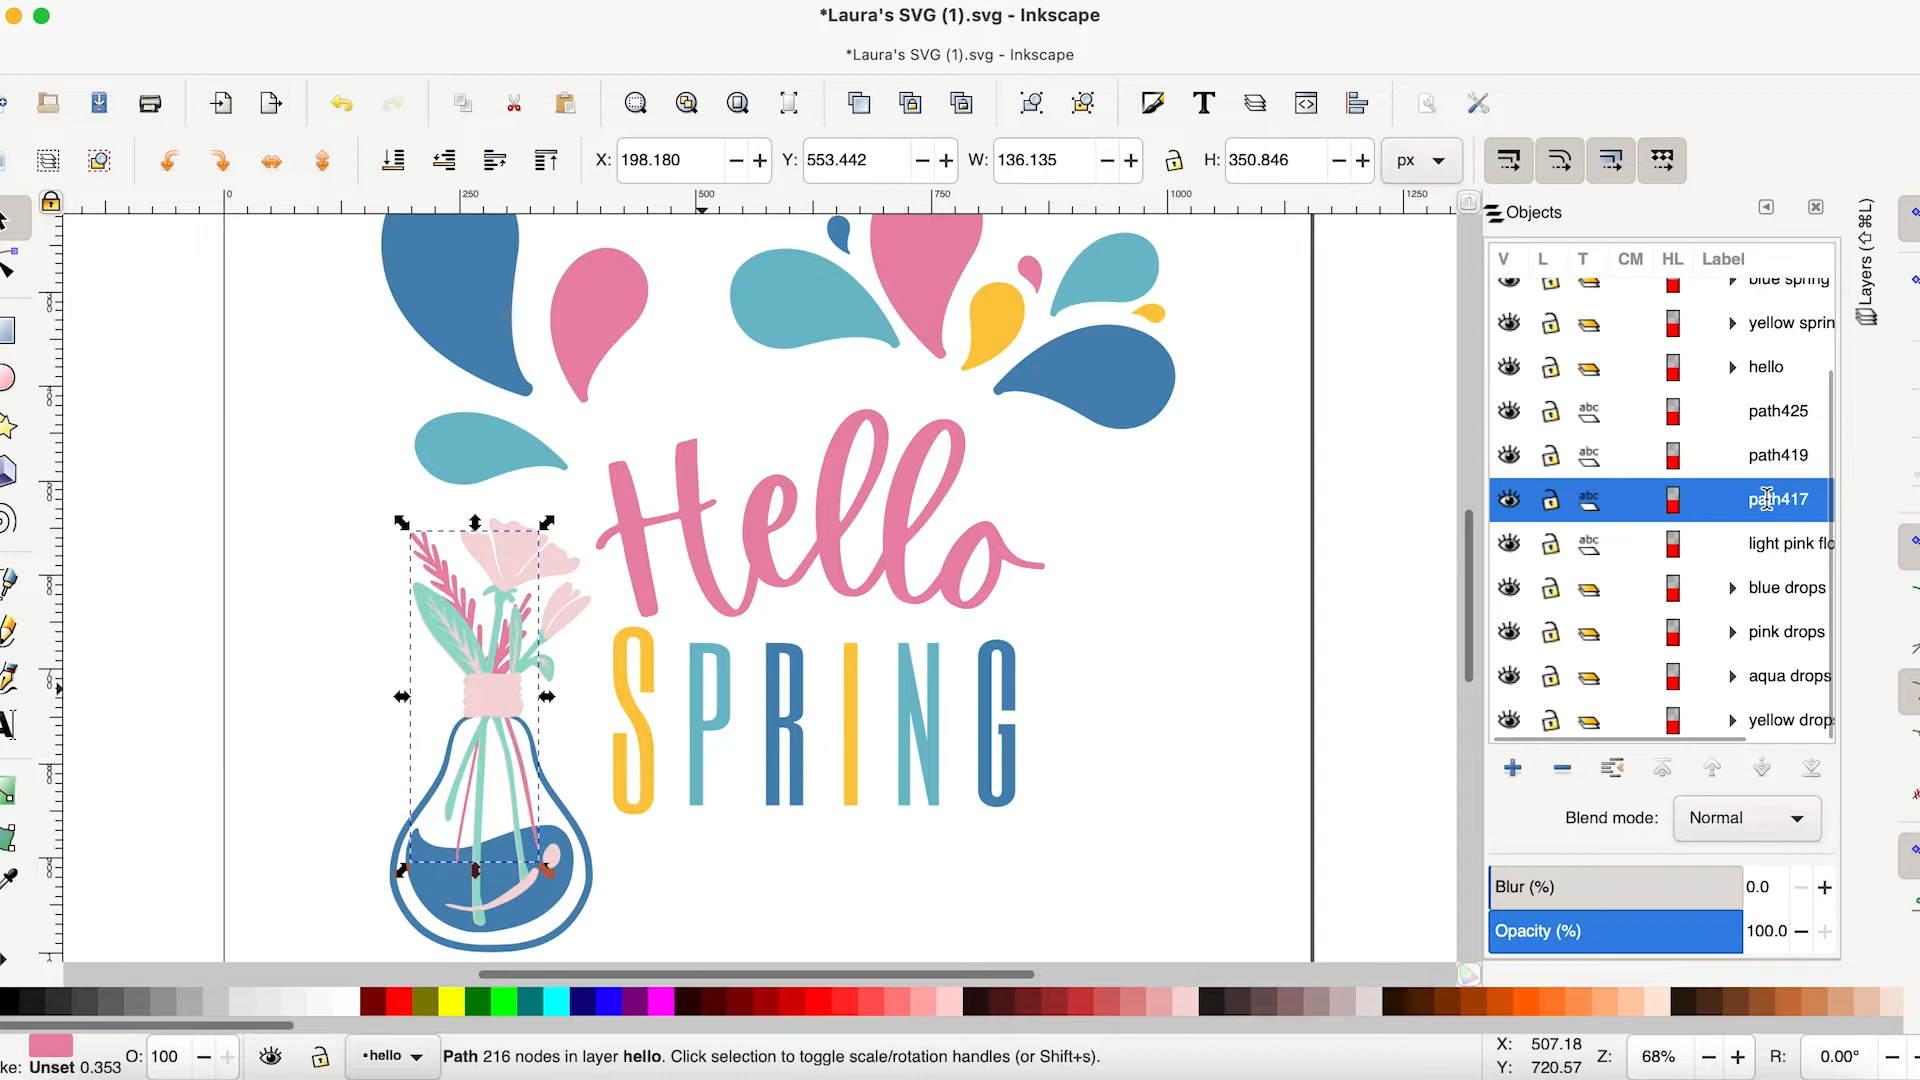 *Laura's SVG (1).svg - Inkscape
*Laura's SVG (1).svg - Inkscape
X: 198.180 Y: 553.442 W: 136.135 H: 350.846 px
0 250 500 750 1000 1250
Objects
Layers (⇧⌘L)
V L T CM HL Label
blue spring
yellow sprin
hello
path425
path419
path417
light pink flo
blue drops
pink drops
aqua drops
yellow drop
Hello
SPRING
Blend mode: Normal
Blur (%) 0.0
Opacity (%) 100.0
ke: Unset 0.353 O: 100 •hello Path 216 nodes in layer hello. Click selection to toggle scale/rotation handles (or Shift+s). X: 507.18 Y: 720.57 Z: 68% R: 0.00°